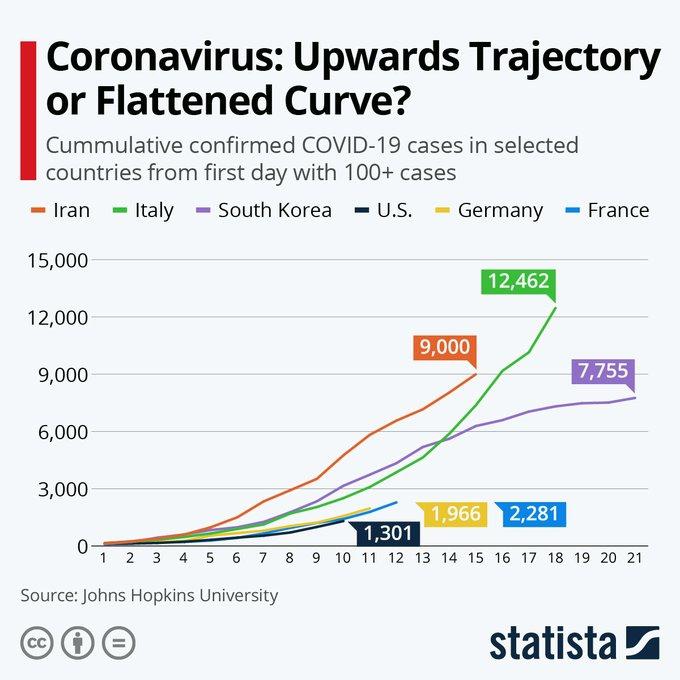 Coronavirus: Upwards Trajectory
or Flattened Curve?
Cummulative confirmed COVID-19 cases in selected
countries from first day with 100+ cases
Iran Italy South Korea U.S. Germany France
15,000
12,462
12,000
9,000
9,000
7,755
6,000
3,000
1,966 2,281
1,301
0
1 2 3 4 5 6 7 8 9 10 11 12 13 14 15 16 17 18 19 20 21
Source: Johns Hopkins University
cc
statista